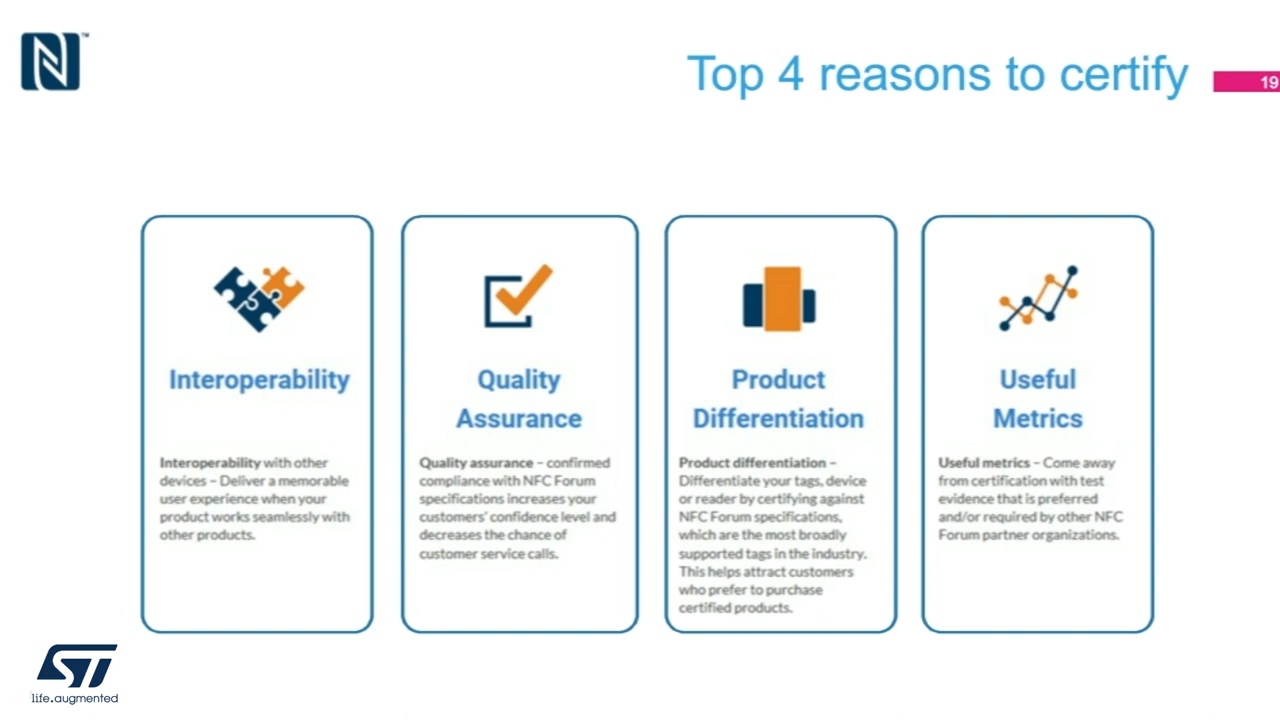 Top 4 reasons to certify
19
Interoperability
Interoperability with other
devices – Deliver a memorable
user experience when your
product works seamlessly with
other products.
Quality
Assurance
Quality assurance – confirmed
compliance with NFC Forum
specifications increases your
customers' confidence level and
decreases the chance of
customer service calls.
Product
Differentiation
Product differentiation –
Differentiate your tags, device
or reader by certifying against
NFC Forum specifications,
which are the most broadly
supported tags in the industry.
This helps attract customers
who prefer to purchase
certified products.
Useful
Metrics
Useful metrics – Come away
from certification with test
evidence that is preferred
and/or required by other NFC
Forum partner organizations.
ST
life.augmented